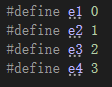 #define e1 0
#define e2 1
#define e3 2
#define e4 3